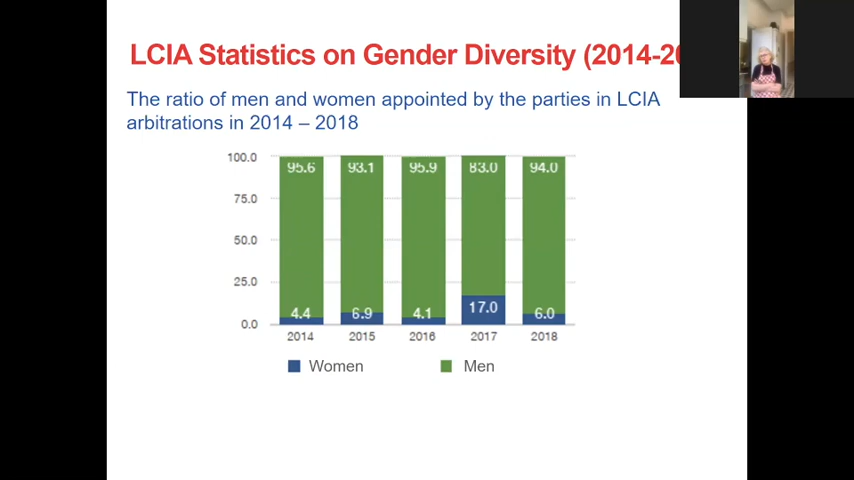 LCIA Statistics on Gender Diversity (2014-20
The ratio of men and women appointed by the parties in LCIA
arbitrations in 2014 – 2018
100.0
95.6 93.1 95.9 83.0 94.0
75.0
50.0
25.0
4.4 6.9 4.1 17.0 6.0
0.0
2014 2015 2016 2017 2018
Women Men